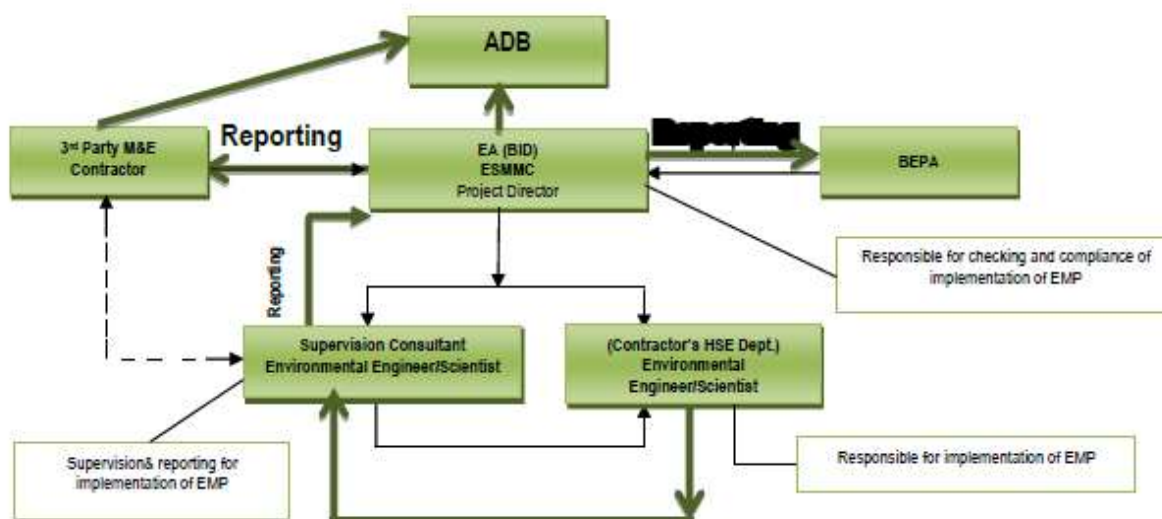 ADB
Reporting
Reporting
3rd Party M&E
Contractor
EA (BID)
ESMMC
Project Director
BEPA
Responsible for checking and compliance of
implementation of EMP
Reporting
Supervision Consultant
Environmental Engineer/Scientist
(Contractor's HSE Dept.)
Environmental
Engineer/Scientist
Supervision& reporting for
implementation of EMP
Responsible for implementation of EMP